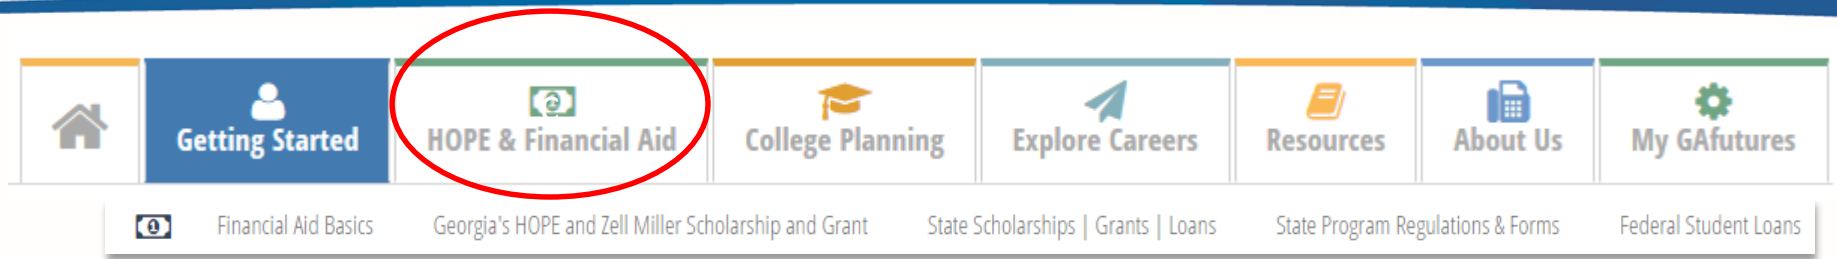 Getting Started
HOPE & Financial Aid
College Planning
Explore Careers
Resources
About Us
My GAfutures
Financial Aid Basics
Georgia's HOPE and Zell Miller Scholarship and Grant
State Scholarships | Grants | Loans
State Program Regulations & Forms
Federal Student Loans